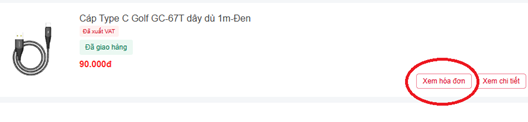 Cáp Type C Golf GC-67T dây dù 1m-Đen
Đã xuất VAT
Đã giao hàng
90.000đ
Xem hóa đơn Xem chi tiết